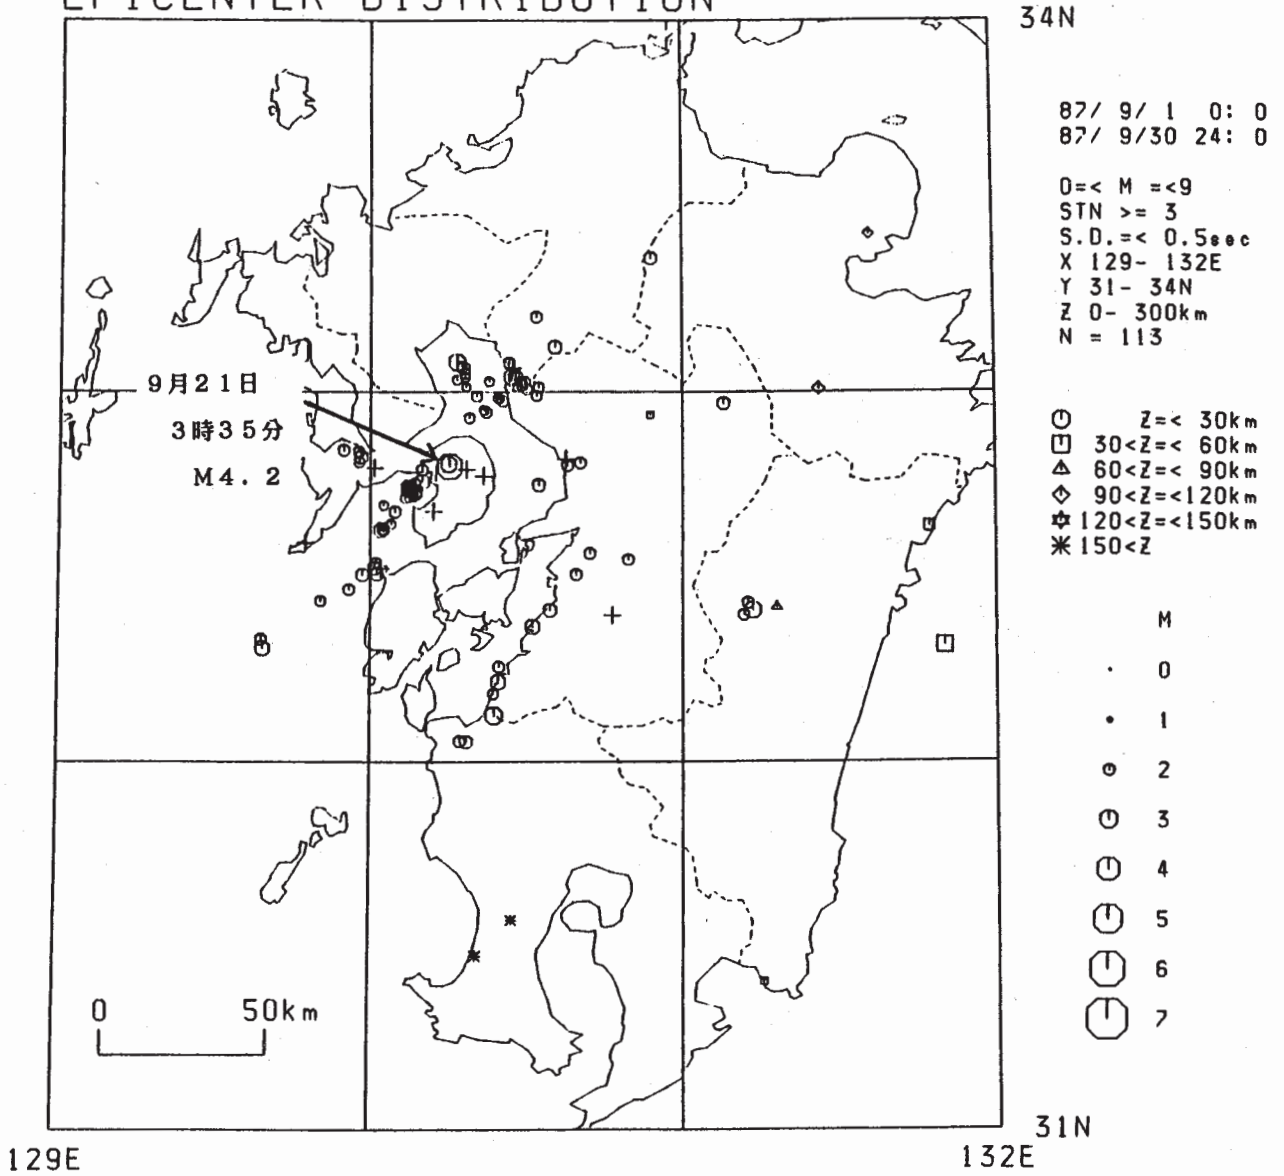 EPICENTER DISTRIBUTION
34N
87/ 9/ 1 0: 0
87/ 9/30 24: 0
0=< M =<9
STN >= 3
S.D.=< 0.5sec
X 129- 132E
Y 31- 34N
Z 0- 300km
N = 113
9月21日
3時35分
M4.2
Z=< 30km
30<Z=< 60km
60<Z=< 90km
90<Z=<120km
120<Z=<150km
150<Z
M
0
1
2
3
4
5
6
7
0 50km
31N
129E 132E